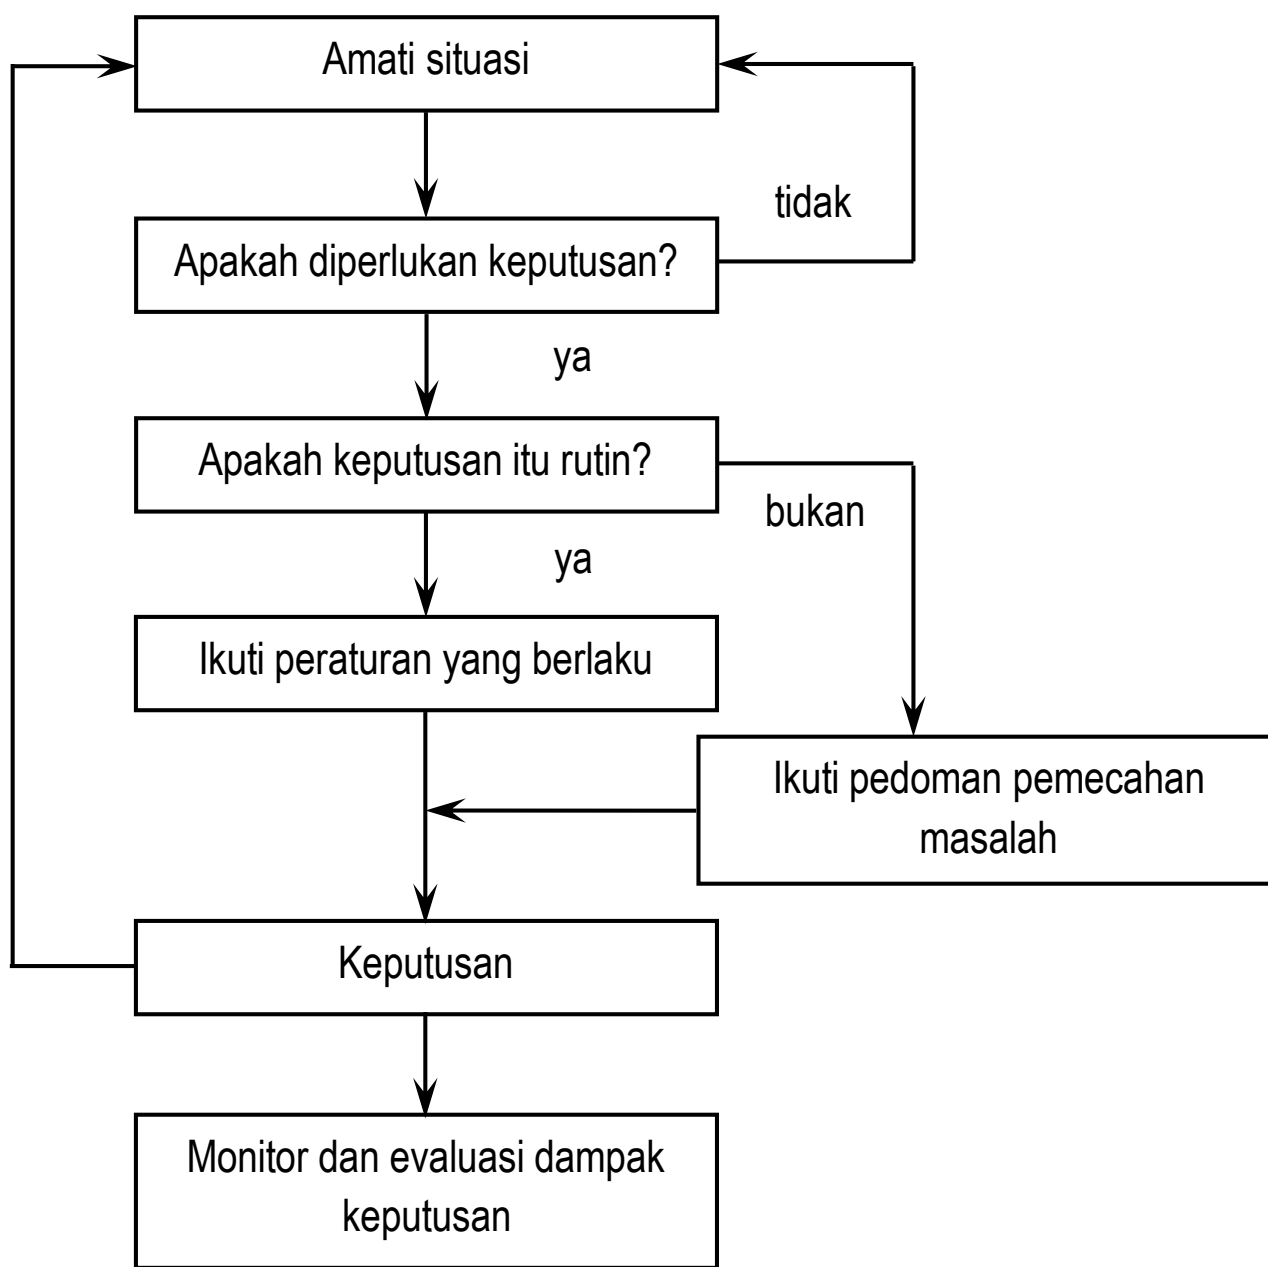 Amati situasi
tidak
Apakah diperlukan keputusan?
ya
Apakah keputusan itu rutin?
bukan
ya
Ikuti peraturan yang berlaku
Ikuti pedoman pemecahan
masalah
Keputusan
Monitor dan evaluasi dampak
keputusan